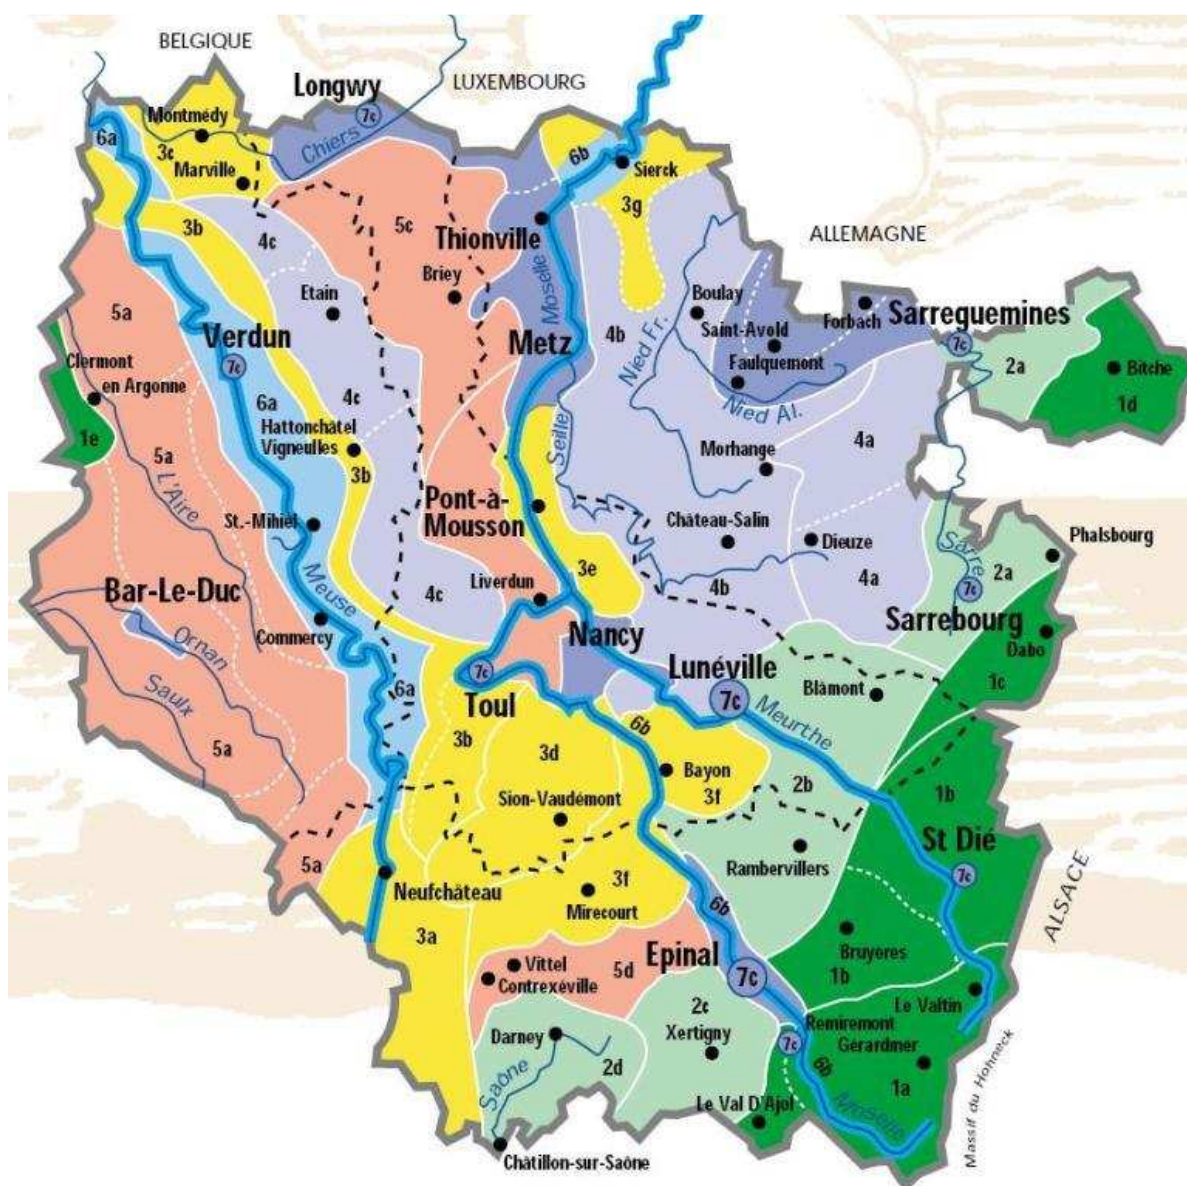 BELGIQUE
LUXEMBOURG
Longwy
7c
Montmédy
6a
3c
Chiers
Marville
6b
Sierck
3g
3b
4c
5c
Thionville
ALLEMAGNE
Briey
Moselle
Etain
Boulay
5a
Verdun
Metz
4b
Nied Fr.
Saint-Avold
Forbach
Sarreguemines
7c
7c
Clermont
en Argonne
Faulquemont
2a
Bitche
Nied Al.
1d
6a
4c
Hattonchâtel
Vigneulles
1e
5a
3b
Seille
Morhange
4a
L'Aire
Pont-à-
Mousson
St.-Mihiel
Château-Salin
Dieuze
Sarre
Phalsbourg
2a
7c
3e
Bar-Le-Duc
Meuse
Liverdun
4c
4b
4a
Ornan
Commercy
Nancy
Sarrebourg
Dabo
Saulx
6a
7c
Toul
Lunéville
7c
Blâmont
1c
Meurthe
5a
3b
3d
6b
Bayon
3f
2b
1b
Sion-Vaudémont
St Dié
7c
5a
Neufchâteau
3f
Mirecourt
Rambervillers
ALSACE
3a
6b
Bruyeres
1b
Vittel
Contrexéville
5d
Epinal
7c
Le Valtin
2c
Darney
Xertigny
Remiremont
7c
Gérardmer
Saône
2d
6b
1a
Le Val D'Ajol
Moselle
Massif du Hohneck
Châtillon-sur-Saône